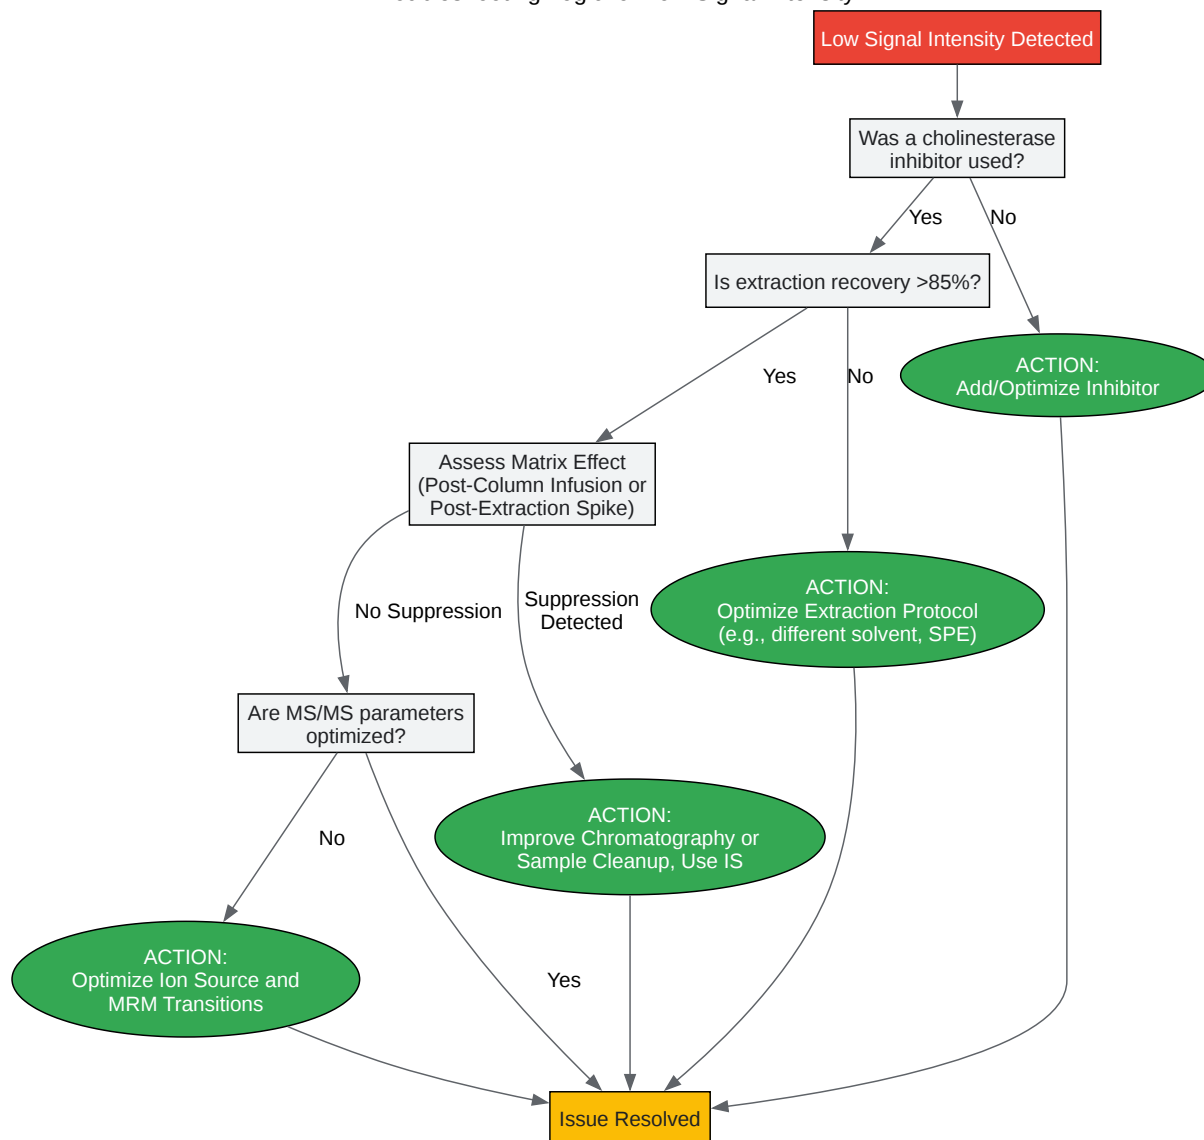 Low Signal Intensity Detected
Was a cholinesterase
inhibitor used?
Yes
No
Is extraction recovery >85%?
Yes
No
ACTION:
Add/Optimize Inhibitor
Assess Matrix Effect
(Post-Column Infusion or
Post-Extraction Spike)
No Suppression
Suppression
Detected
ACTION:
Optimize Extraction Protocol
(e.g., different solvent, SPE)
Are MS/MS parameters
optimized?
No
Yes
ACTION:
Improve Chromatography or
Sample Cleanup, Use IS
ACTION:
Optimize Ion Source and
MRM Transitions
Issue Resolved